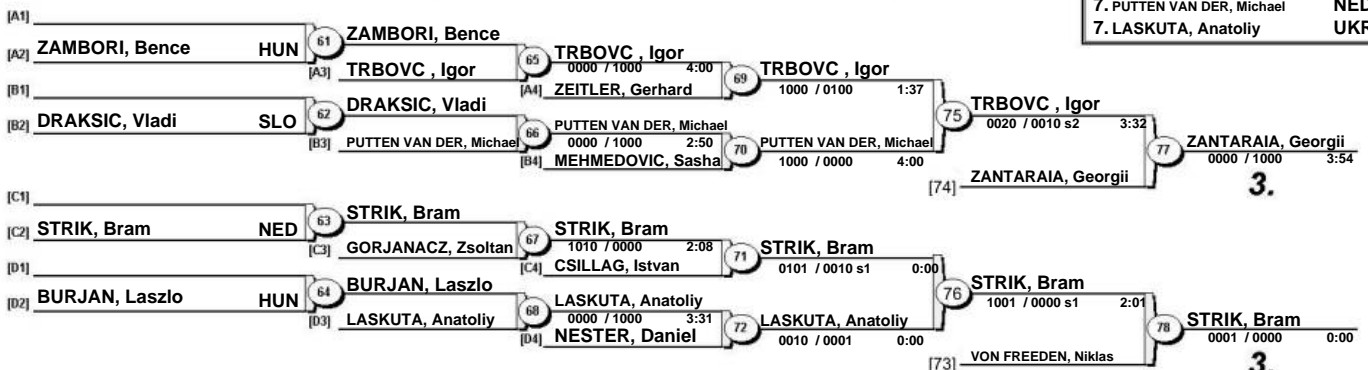 7. PUTTEN VAN DER, Michael NED
7. LASKUTA, Anatoliy UKR
[A1]
[A2] ZAMBORI, Bence HUN
61
ZAMBORI, Bence
[A3] TRBOVC , Igor
65
TRBOVC , Igor
0000 / 1000 4:00
[A4] ZEITLER, Gerhard
69
TRBOVC , Igor
1000 / 0100 1:37
[B1]
[B2] DRAKSIC, Vladi SLO
62
DRAKSIC, Vladi
[B3] PUTTEN VAN DER, Michael
66
PUTTEN VAN DER, Michael
0000 / 1000 2:50
[B4] MEHMEDOVIC, Sasha
70
PUTTEN VAN DER, Michael
1000 / 0000 4:00
75
TRBOVC , Igor
0020 / 0010 s2 3:32
[74] ZANTARAIA, Georgii
77
ZANTARAIA, Georgii
0000 / 1000 3:54
3.
[C1]
[C2] STRIK, Bram NED
63
STRIK, Bram
[C3] GORJANACZ, Zsoltan
67
STRIK, Bram
1010 / 0000 2:08
[C4] CSILLAG, Istvan
71
STRIK, Bram
0101 / 0010 s1 0:00
[D1]
[D2] BURJAN, Laszlo HUN
64
BURJAN, Laszlo
[D3] LASKUTA, Anatoliy
68
LASKUTA, Anatoliy
0000 / 1000 3:31
[D4] NESTER, Daniel
72
LASKUTA, Anatoliy
0010 / 0001 0:00
76
STRIK, Bram
1001 / 0000 s1 2:01
[73] VON FREEDEN, Niklas
78
STRIK, Bram
0001 / 0000 0:00
3.